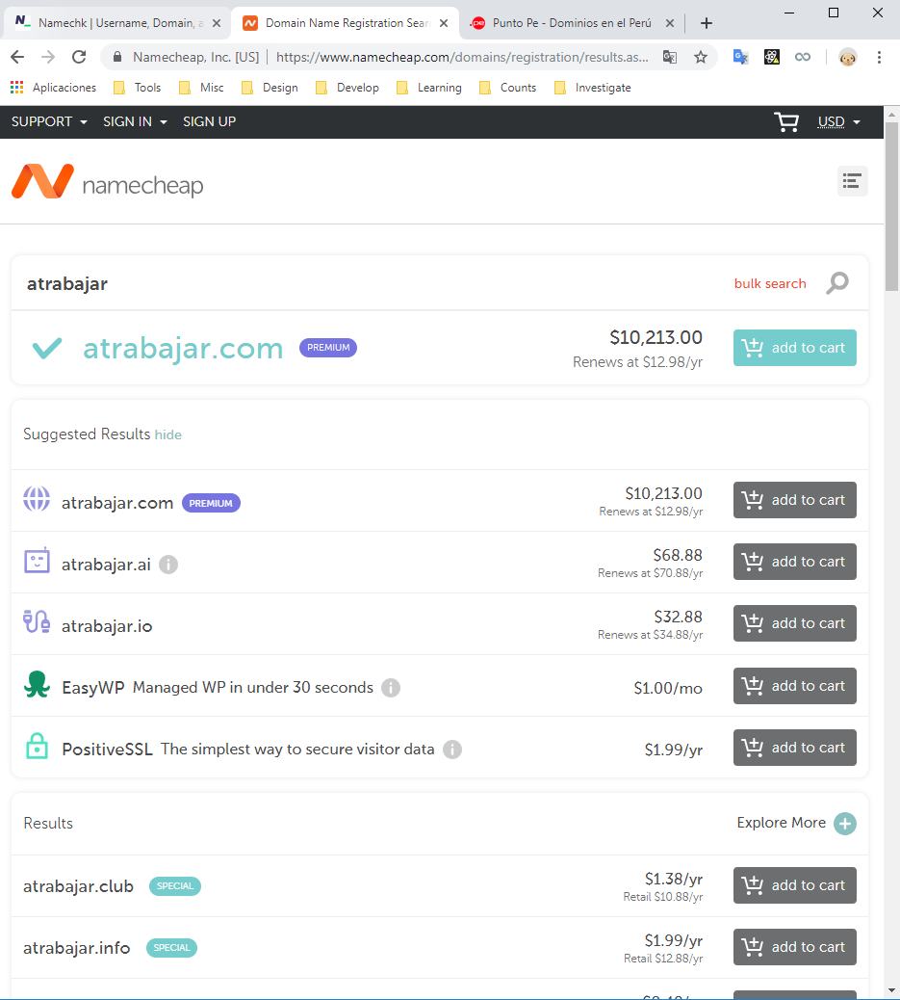 Namechk | Username, Domain, a
Domain Name Registration Sear
Punto Pe - Dominios en el Perú
Namecheap, Inc. [US]
https://www.namecheap.com/domains/registration/results.as...
Aplicaciones Tools Misc Design Develop Learning Counts Investigate
SUPPORT SIGN IN SIGN UP USD
namecheap
atrabajar bulk search
atrabajar.com PREMIUM $10,213.00 add to cart
Renews at $12.98/yr
Suggested Results hide
atrabajar.com PREMIUM $10,213.00 add to cart
Renews at $12.98/yr
atrabajar.ai $68.88 add to cart
Renews at $70.88/yr
atrabajar.io $32.88 add to cart
Renews at $34.88/yr
EasyWP Managed WP in under 30 seconds $1.00/mo add to cart
PositiveSSL The simplest way to secure visitor data $1.99/yr add to cart
Results Explore More
atrabajar.club SPECIAL $1.38/yr add to cart
Retail $10.88/yr
atrabajar.info SPECIAL $1.99/yr add to cart
Retail $12.88/yr